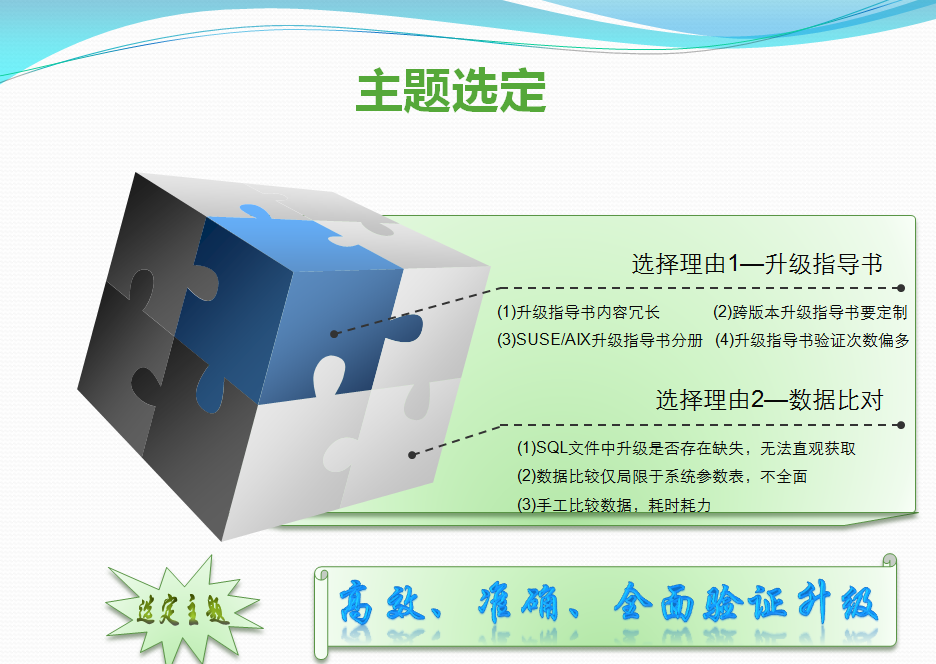 主题选定
选择理由1—升级指导书
(1)升级指导书内容冗长 (2)跨版本升级指导书要定制
(3)SUSE/AIX升级指导书分册 (4)升级指导书验证次数偏多
选择理由2—数据比对
(1)SQL文件中升级是否存在缺失，无法直观获取
(2)数据比较仅局限于系统参数表，不全面
(3)手工比较数据，耗时耗力
选定主题
高效、准确、全面验证升级